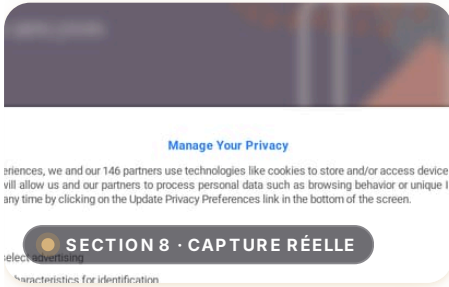 Manage Your Privacy
eriences, we and our 146 partners use technologies like cookies to store and/or access device
will allow us and our partners to process personal data such as browsing behavior or unique I
any time by clicking on the Update Privacy Preferences link in the bottom of the screen.
SECTION 8 · CAPTURE RÉELLE
select advertising
haracteristics for identification